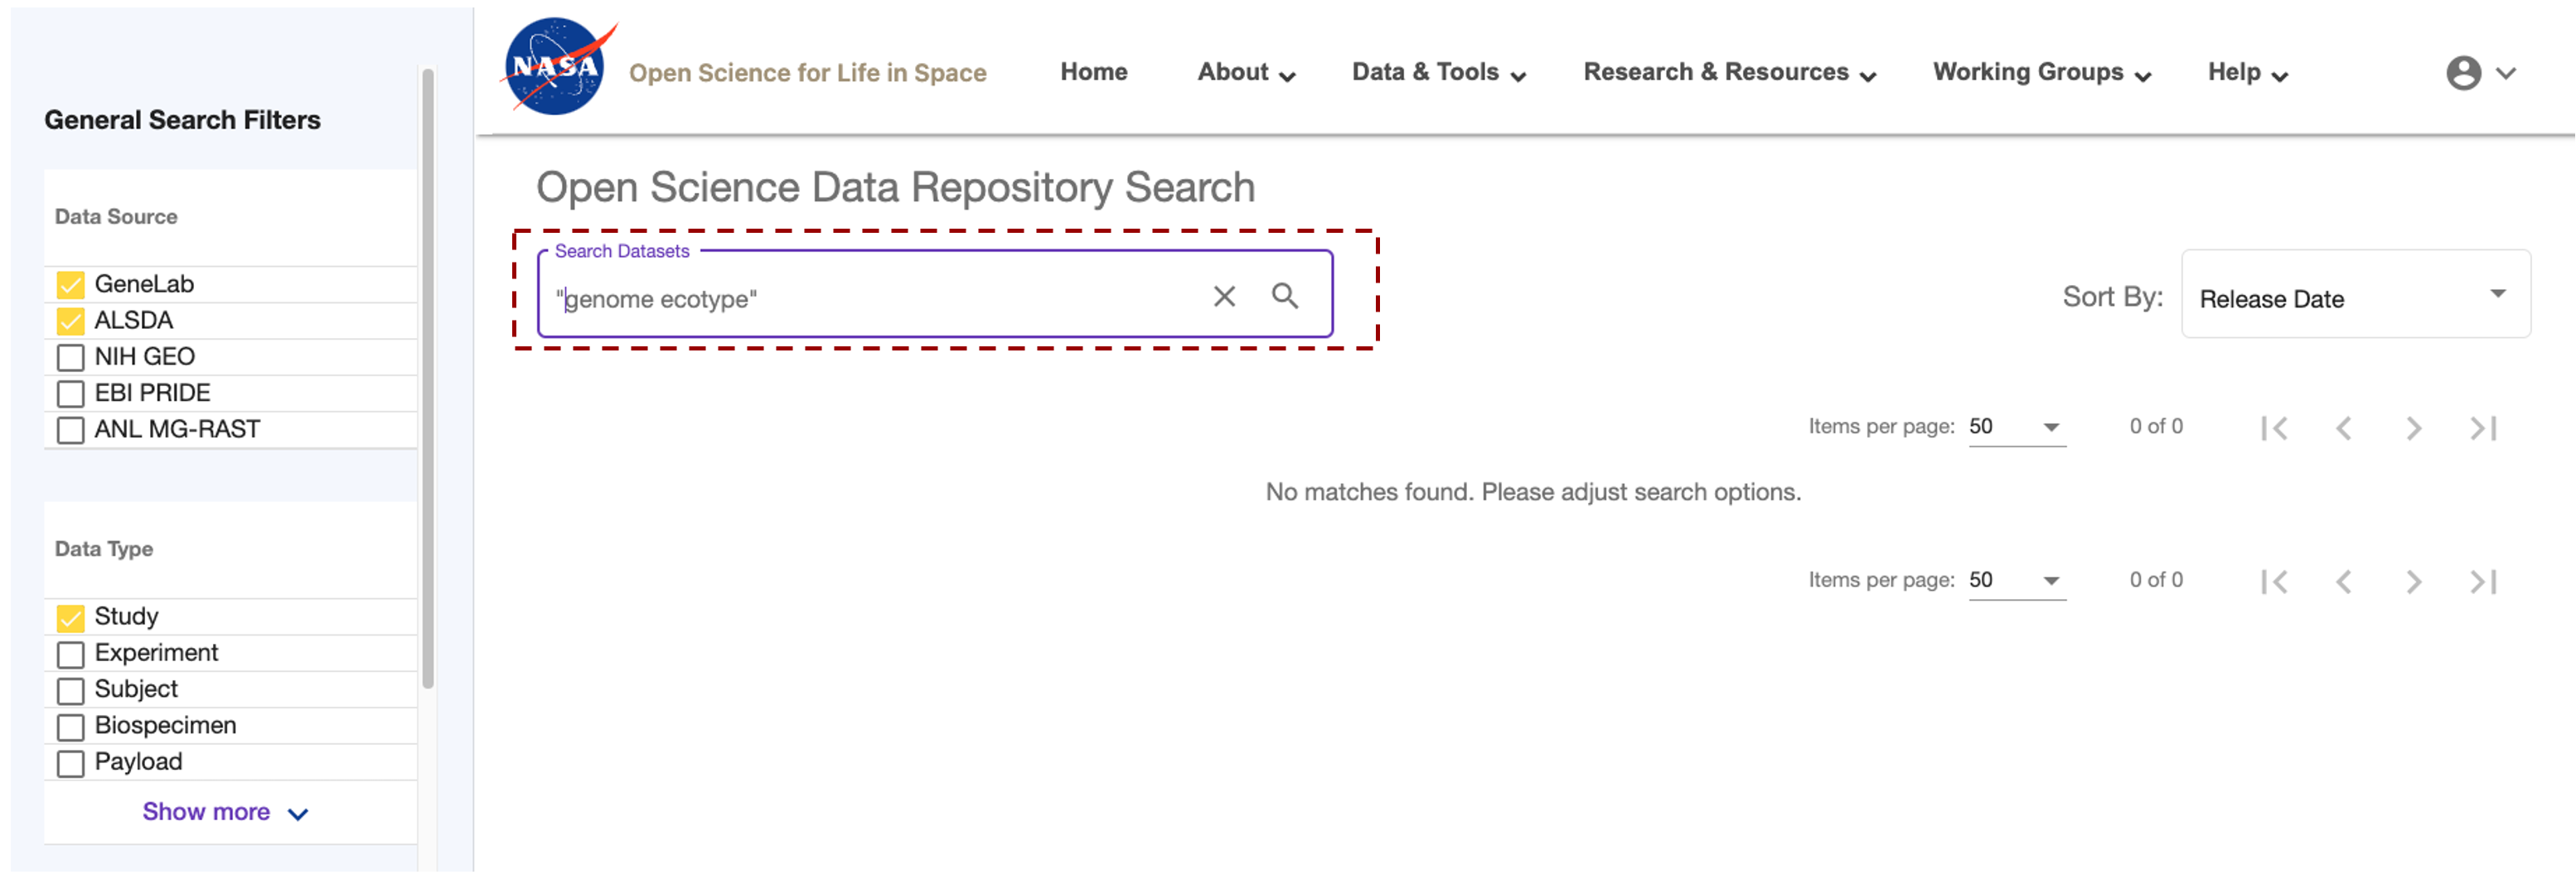 NASA
Open Science for Life in Space
Home
About
Data & Tools
Research & Resources
Working Groups
Help
General Search Filters
Data Source
GeneLab
ALSDA
NIH GEO
EBI PRIDE
ANL MG-RAST
Data Type
Study
Experiment
Subject
Biospecimen
Payload
Show more
Open Science Data Repository Search
Search Datasets
"genome ecotype"
Sort By: Release Date
Items per page: 50 0 of 0
No matches found. Please adjust search options.
Items per page: 50 0 of 0